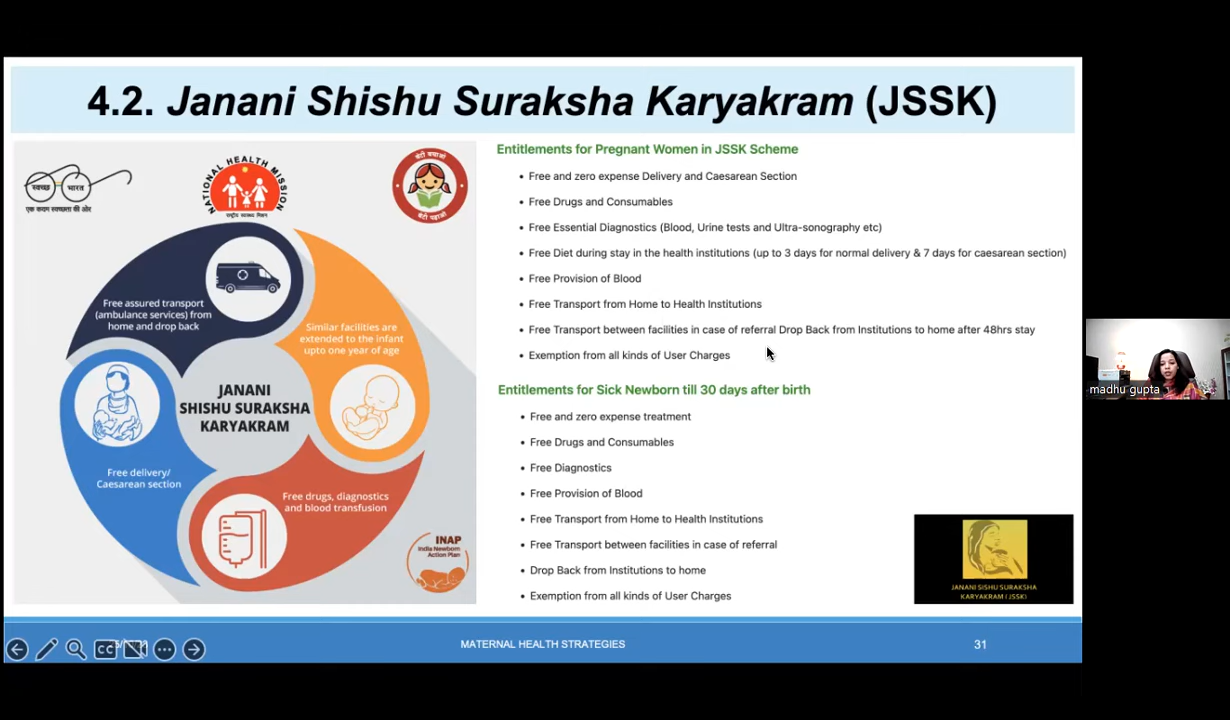 4.2. Janani Shishu Suraksha Karyakram (JSSK)
स्वच्छ भारत
एक कदम स्वच्छता की ओर
NATIONAL HEALTH MISSION
राष्ट्रीय स्वास्थ्य मिशन
बेटी बचाओ
बेटी पढ़ाओ
Free assured transport
(ambulance services) from
home and drop back
Similar facilities are
extended to the infant
upto one year of age
JANANI
SHISHU SURAKSHA
KARYAKRAM
Free delivery/
Caesarean section
Free drugs, diagnostics
and blood transfusion
INAP
India Newborn
Action Plan
Entitlements for Pregnant Women in JSSK Scheme
• Free and zero expense Delivery and Caesarean Section
• Free Drugs and Consumables
• Free Essential Diagnostics (Blood, Urine tests and Ultra-sonography etc)
• Free Diet during stay in the health institutions (up to 3 days for normal delivery & 7 days for caesarean section)
• Free Provision of Blood
• Free Transport from Home to Health Institutions
• Free Transport between facilities in case of referral Drop Back from Institutions to home after 48hrs stay
• Exemption from all kinds of User Charges
Entitlements for Sick Newborn till 30 days after birth
• Free and zero expense treatment
• Free Drugs and Consumables
• Free Diagnostics
• Free Provision of Blood
• Free Transport from Home to Health Institutions
• Free Transport between facilities in case of referral
• Drop Back from Institutions to home
• Exemption from all kinds of User Charges
JANANI SISHU SURAKSHA
KARYAKRAM (JSSK)
madhu gupta
CC
MATERNAL HEALTH STRATEGIES
31